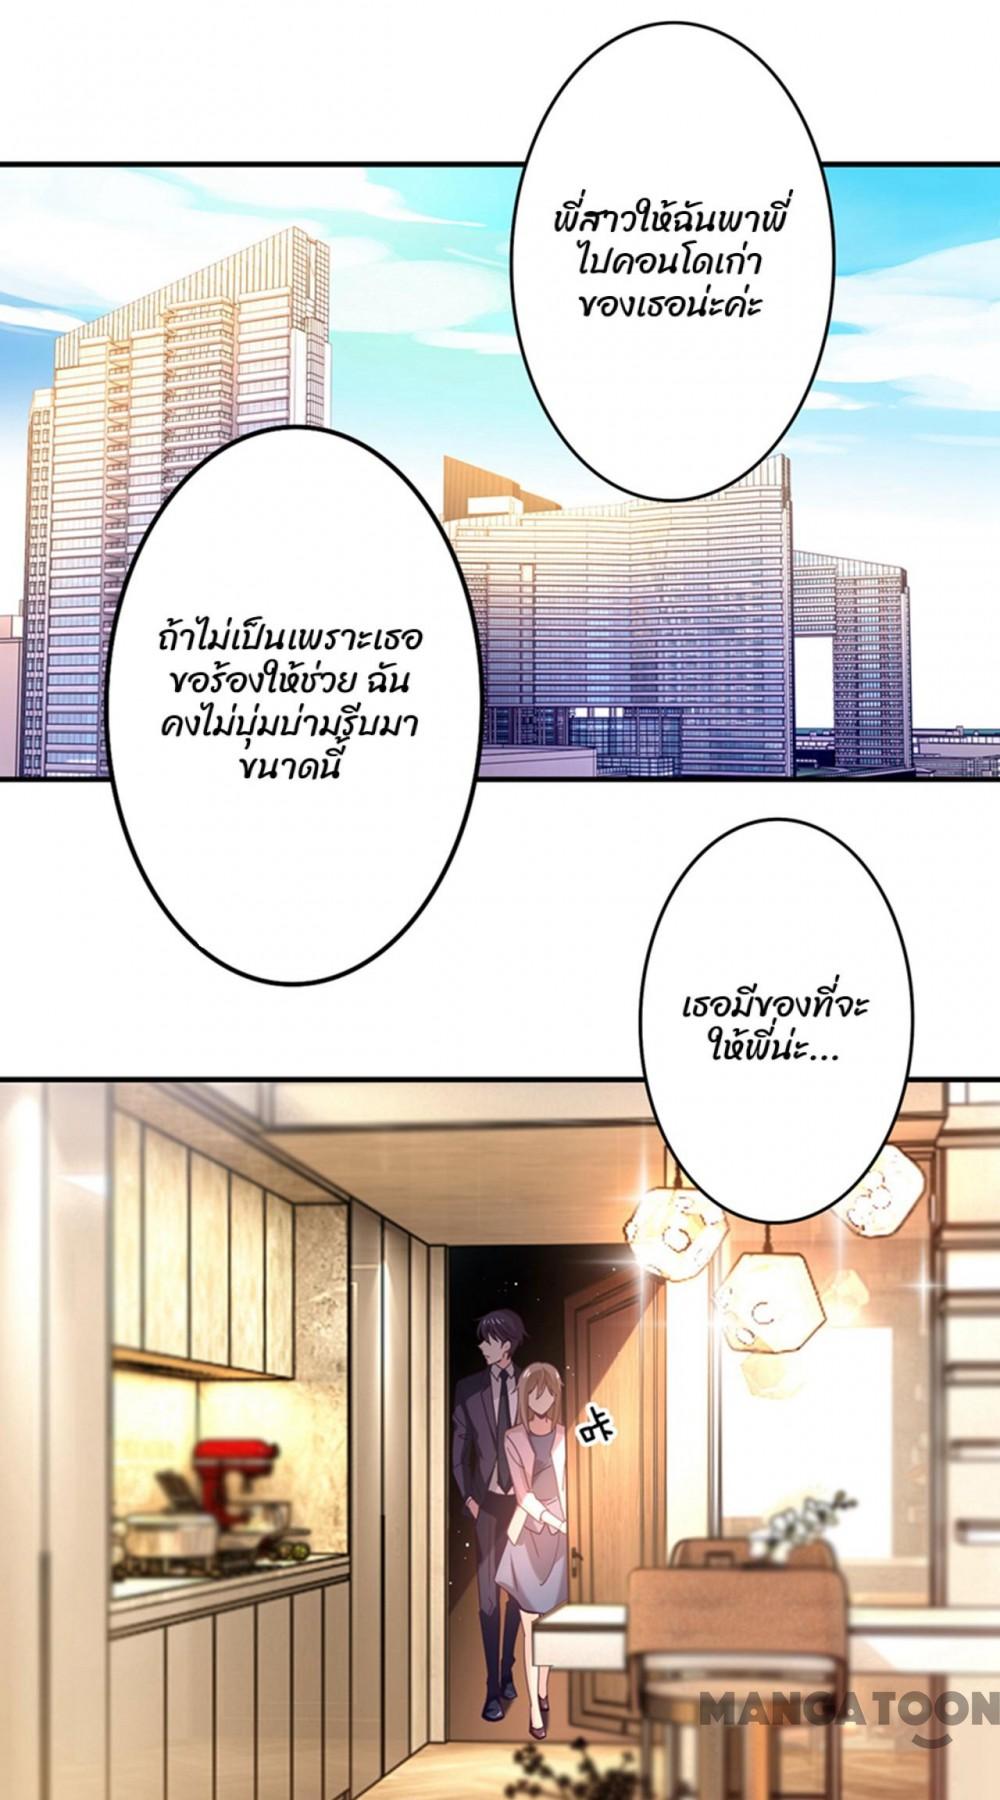 พี่สาวให้ฉันพาพี่
ไปคอนโดเก่า
ของเธอน่ะค่ะ
ถ้าไม่เป็นเพราะเธอ
ขอร้องให้ช่วย ฉัน
คงไม่บุ่มบ่ามรีบมา
ขนาดนี้
เธอมีของที่จะ
ให้พี่น่ะ...
咔
MANGATOON